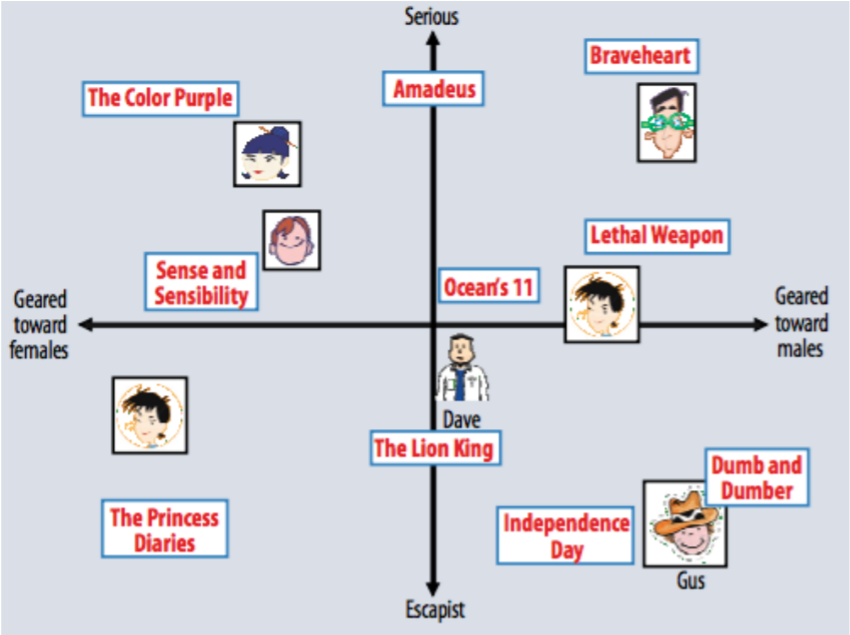 Serious
Braveheart
Amadeus
The Color Purple
Lethal Weapon
Sense and
Sensibility
Ocean's 11
Geared
toward
females
Geared
toward
males
Dave
The Lion King
Dumb and
Dumber
The Princess
Diaries
Independence
Day
Gus
Escapist